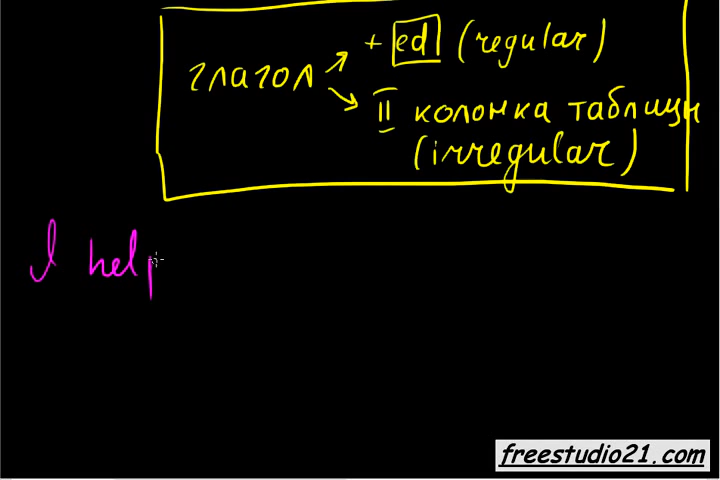 + ed (regular)
глагол
II колонка таблицы
(irregular)
I help
freestudio21.com